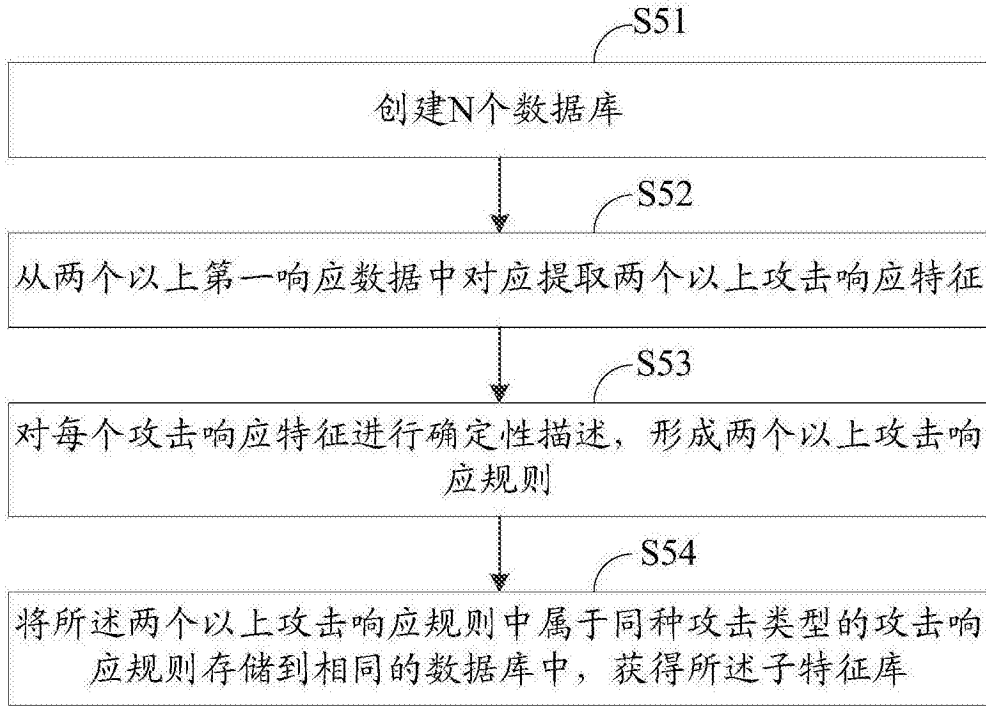 S51
创建N个数据库
S52
从两个以上第一响应数据中对应提取两个以上攻击响应特征
S53
对每个攻击响应特征进行确定性描述，形成两个以上攻击响
应规则
S54
将所述两个以上攻击响应规则中属于同种攻击类型的攻击响
应规则存储到相同的数据库中，获得所述子特征库